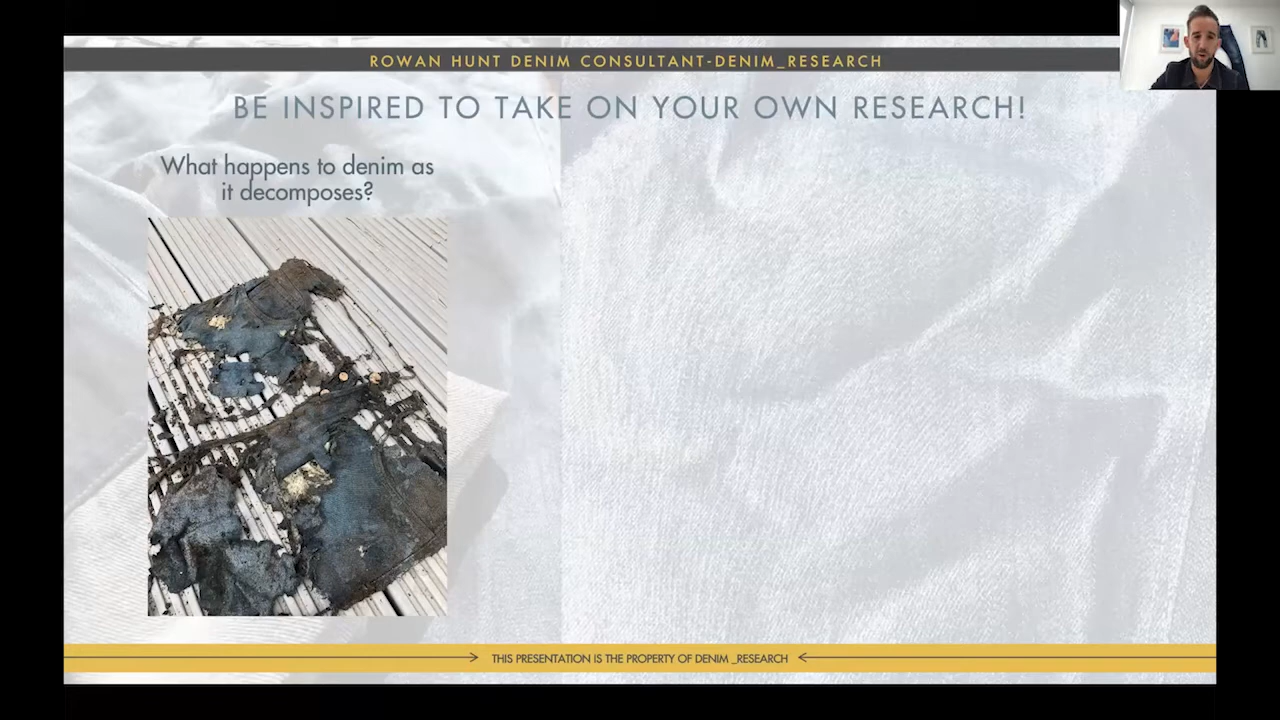 ROWAN HUNT DENIM CONSULTANT-DENIM_RESEARCH
BE INSPIRED TO TAKE ON YOUR OWN RESEARCH!
What happens to denim as
it decomposes?
THIS PRESENTATION IS THE PROPERTY OF DENIM _RESEARCH